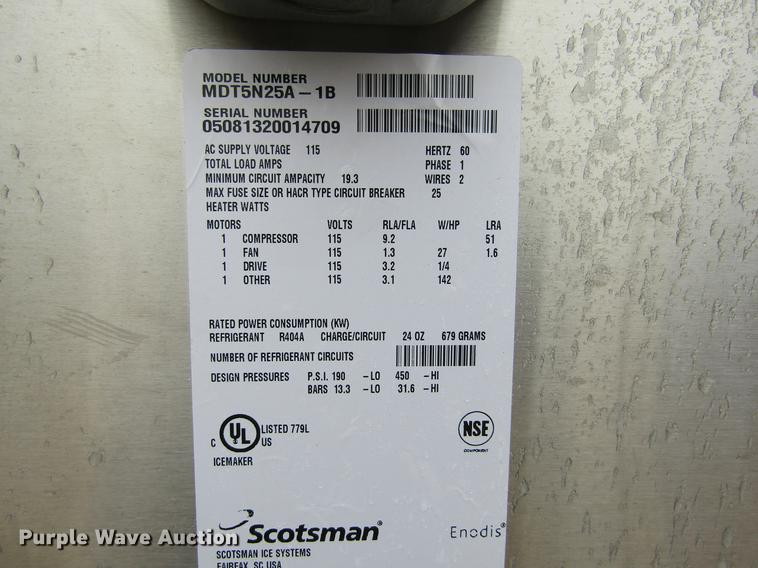 MODEL NUMBER
MDT5N25A-1B
SERIAL NUMBER
05081320014709
AC SUPPLY VOLTAGE 115 HERTZ 60
TOTAL LOAD AMPS PHASE 1
MINIMUM CIRCUIT AMPACITY 19.3 WIRES 2
MAX FUSE SIZE OR HACR TYPE CIRCUIT BREAKER 25
HEATER WATTS
MOTORS VOLTS RLA/FLA W/HP LRA
1 COMPRESSOR 115 9.2 51
1 FAN 115 1.3 27 1.6
1 DRIVE 115 3.2 1/4
1 OTHER 115 3.1 142
RATED POWER CONSUMPTION (KW)
REFRIGERANT R404A CHARGE/CIRCUIT 24 OZ 679 GRAMS
NUMBER OF REFRIGERANT CIRCUITS
DESIGN PRESSURES P.S.I. 190 -LO 450 -HI
BARS 13.3 -LO 31.6 -HI
C UL LISTED 779L
US
ICEMAKER
NSF
COMPONENT
Scotsman®
Enodis®
SCOTSMAN ICE SYSTEMS
FAIRFAX, SC USA
Purple Wave Auction